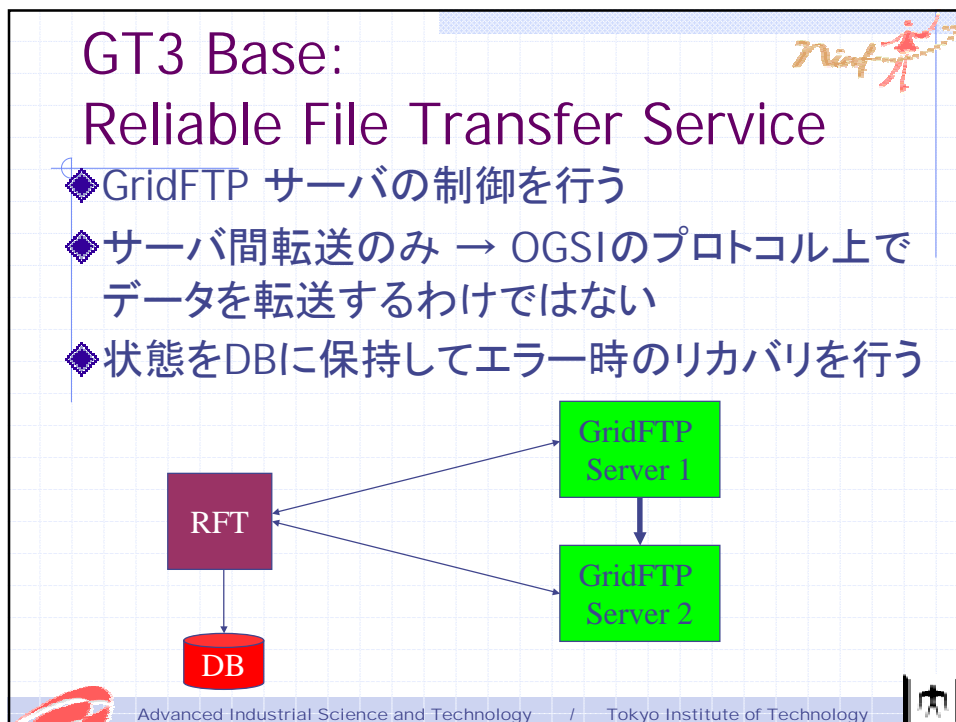 GT3 Base:
Reliable File Transfer Service
Ninf
GridFTP サーバの制御を行う
サーバ間転送のみ → OGSIのプロトコル上で
データを転送するわけではない
状態をDBに保持してエラー時のリカバリを行う
GridFTP
Server 1
RFT
GridFTP
Server 2
DB
Advanced Industrial Science and Technology / Tokyo Institute of Technology